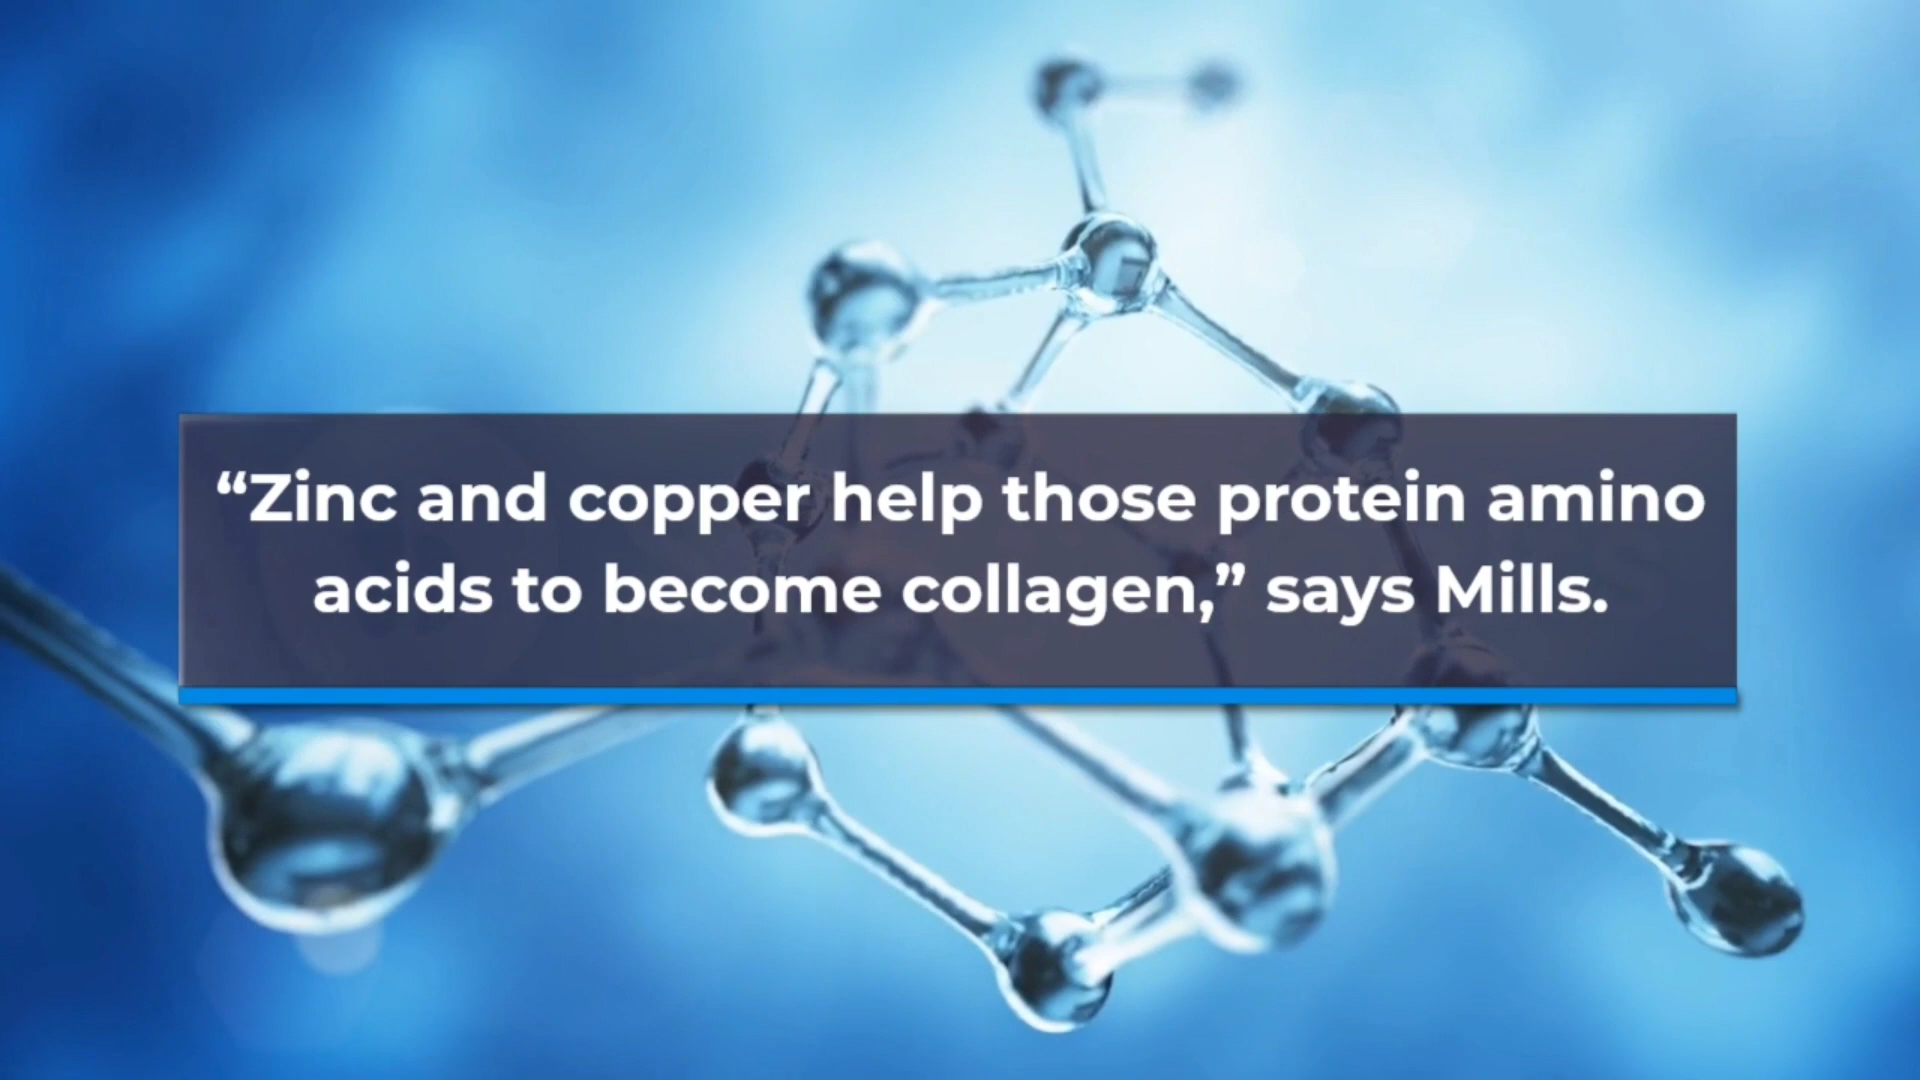 “Zinc and copper help those protein amino
acids to become collagen,” says Mills.